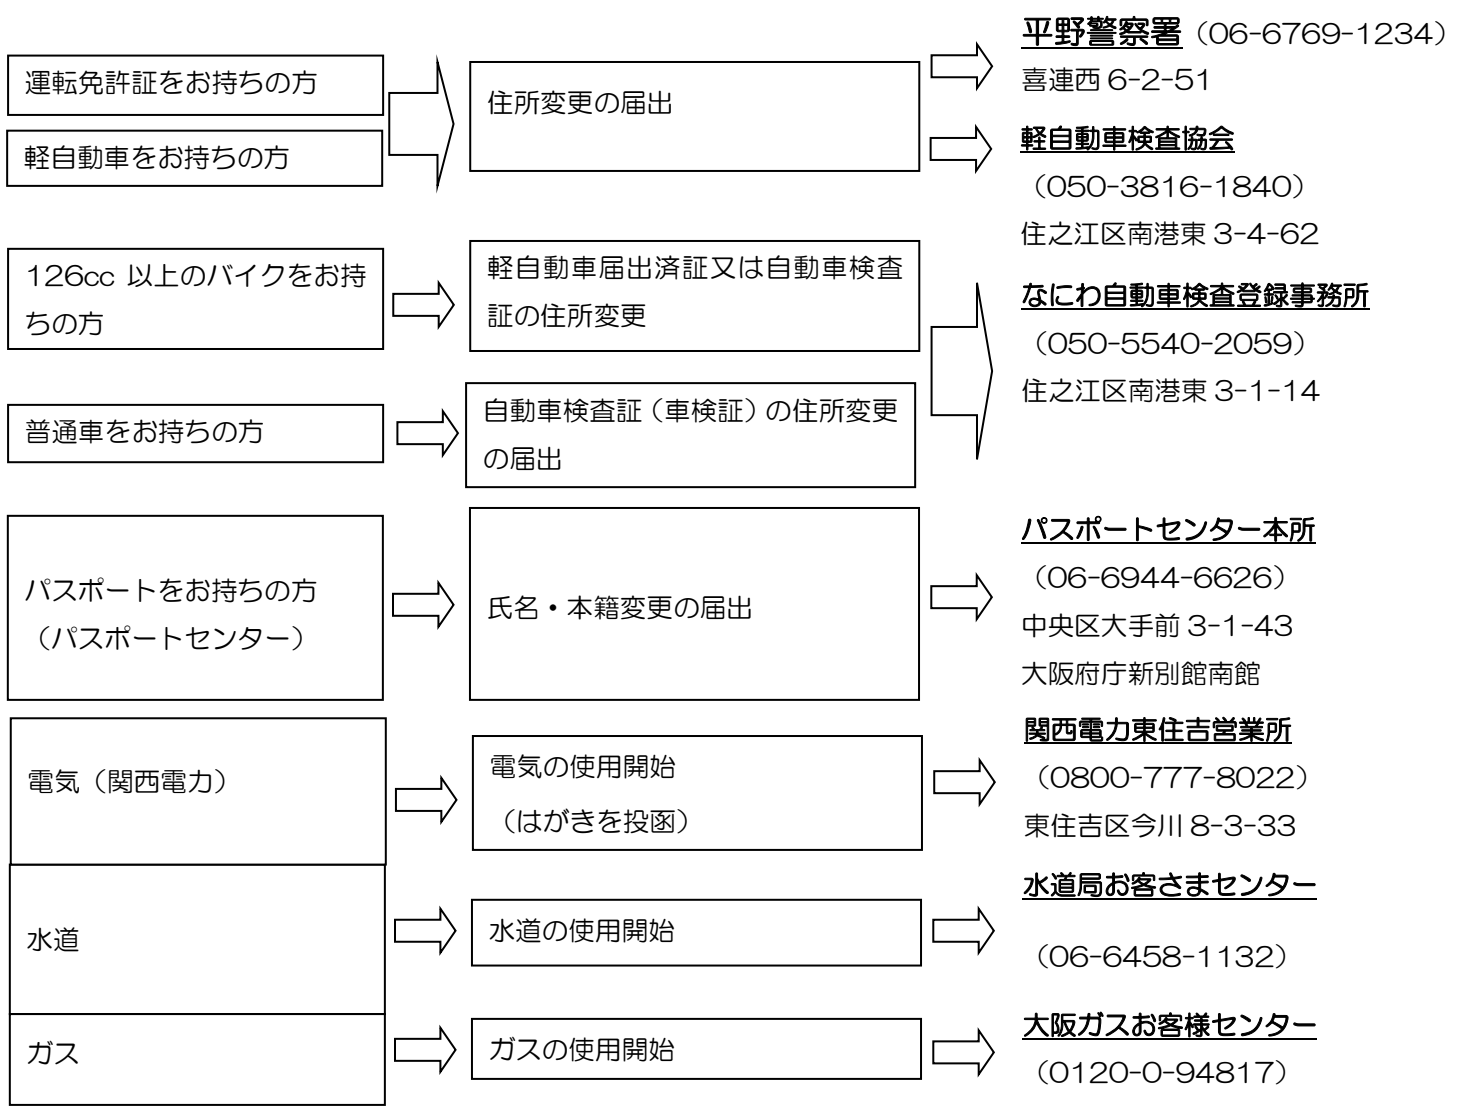 運転免許証をお持ちの方
軽自動車をお持ちの方
住所変更の届出
平野警察署（06-6769-1234）
喜連西 6-2-51
軽自動車検査協会
（050-3816-1840）
住之江区南港東 3-4-62
126cc 以上のバイクをお持
ちの方
軽自動車届出済証又は自動車検査
証の住所変更
普通車をお持ちの方
自動車検査証（車検証）の住所変更
の届出
なにわ自動車検査登録事務所
（050-5540-2059）
住之江区南港東 3-1-14
パスポートをお持ちの方
（パスポートセンター）
氏名・本籍変更の届出
パスポートセンター本所
（06-6944-6626）
中央区大手前 3-1-43
大阪府庁新別館南館
電気（関西電力）
電気の使用開始
（はがきを投函）
関西電力東住吉営業所
（0800-777-8022）
東住吉区今川 8-3-33
水道
水道の使用開始
水道局お客さまセンター
（06-6458-1132）
ガス
ガスの使用開始
大阪ガスお客様センター
（0120-0-94817）